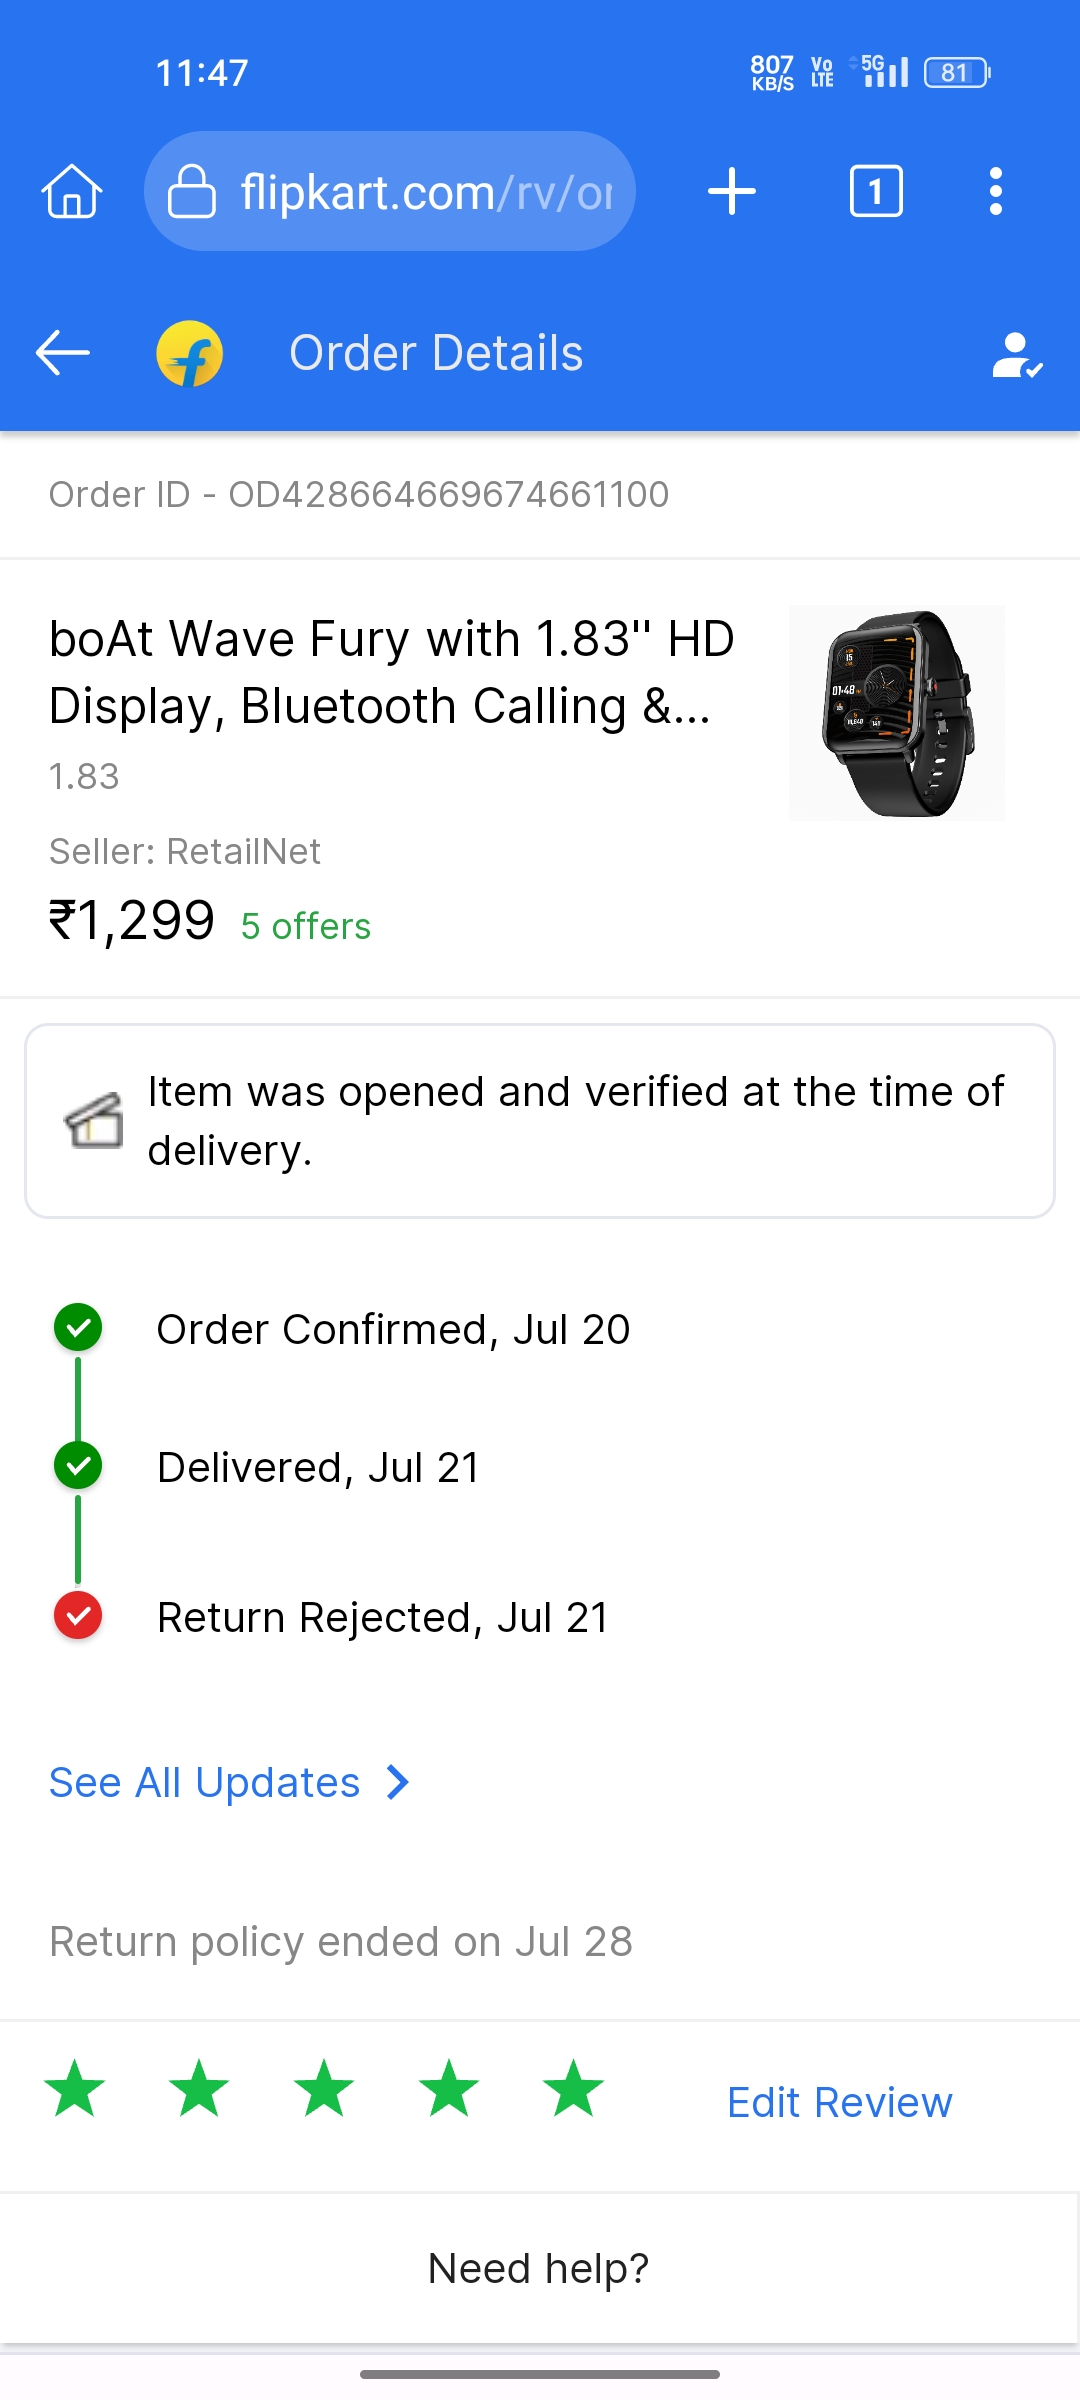 11:47
807
KB/S
Vo
LTE
5G
81
flipkart.com/rv/or
1
Order Details
Order ID - OD428664669674661100
boAt Wave Fury with 1.83" HD
Display, Bluetooth Calling &...
1.83
Seller: RetailNet
₹1,299 5 offers
Item was opened and verified at the time of
delivery.
Order Confirmed, Jul 20
Delivered, Jul 21
Return Rejected, Jul 21
See All Updates
Return policy ended on Jul 28
Edit Review
Need help?